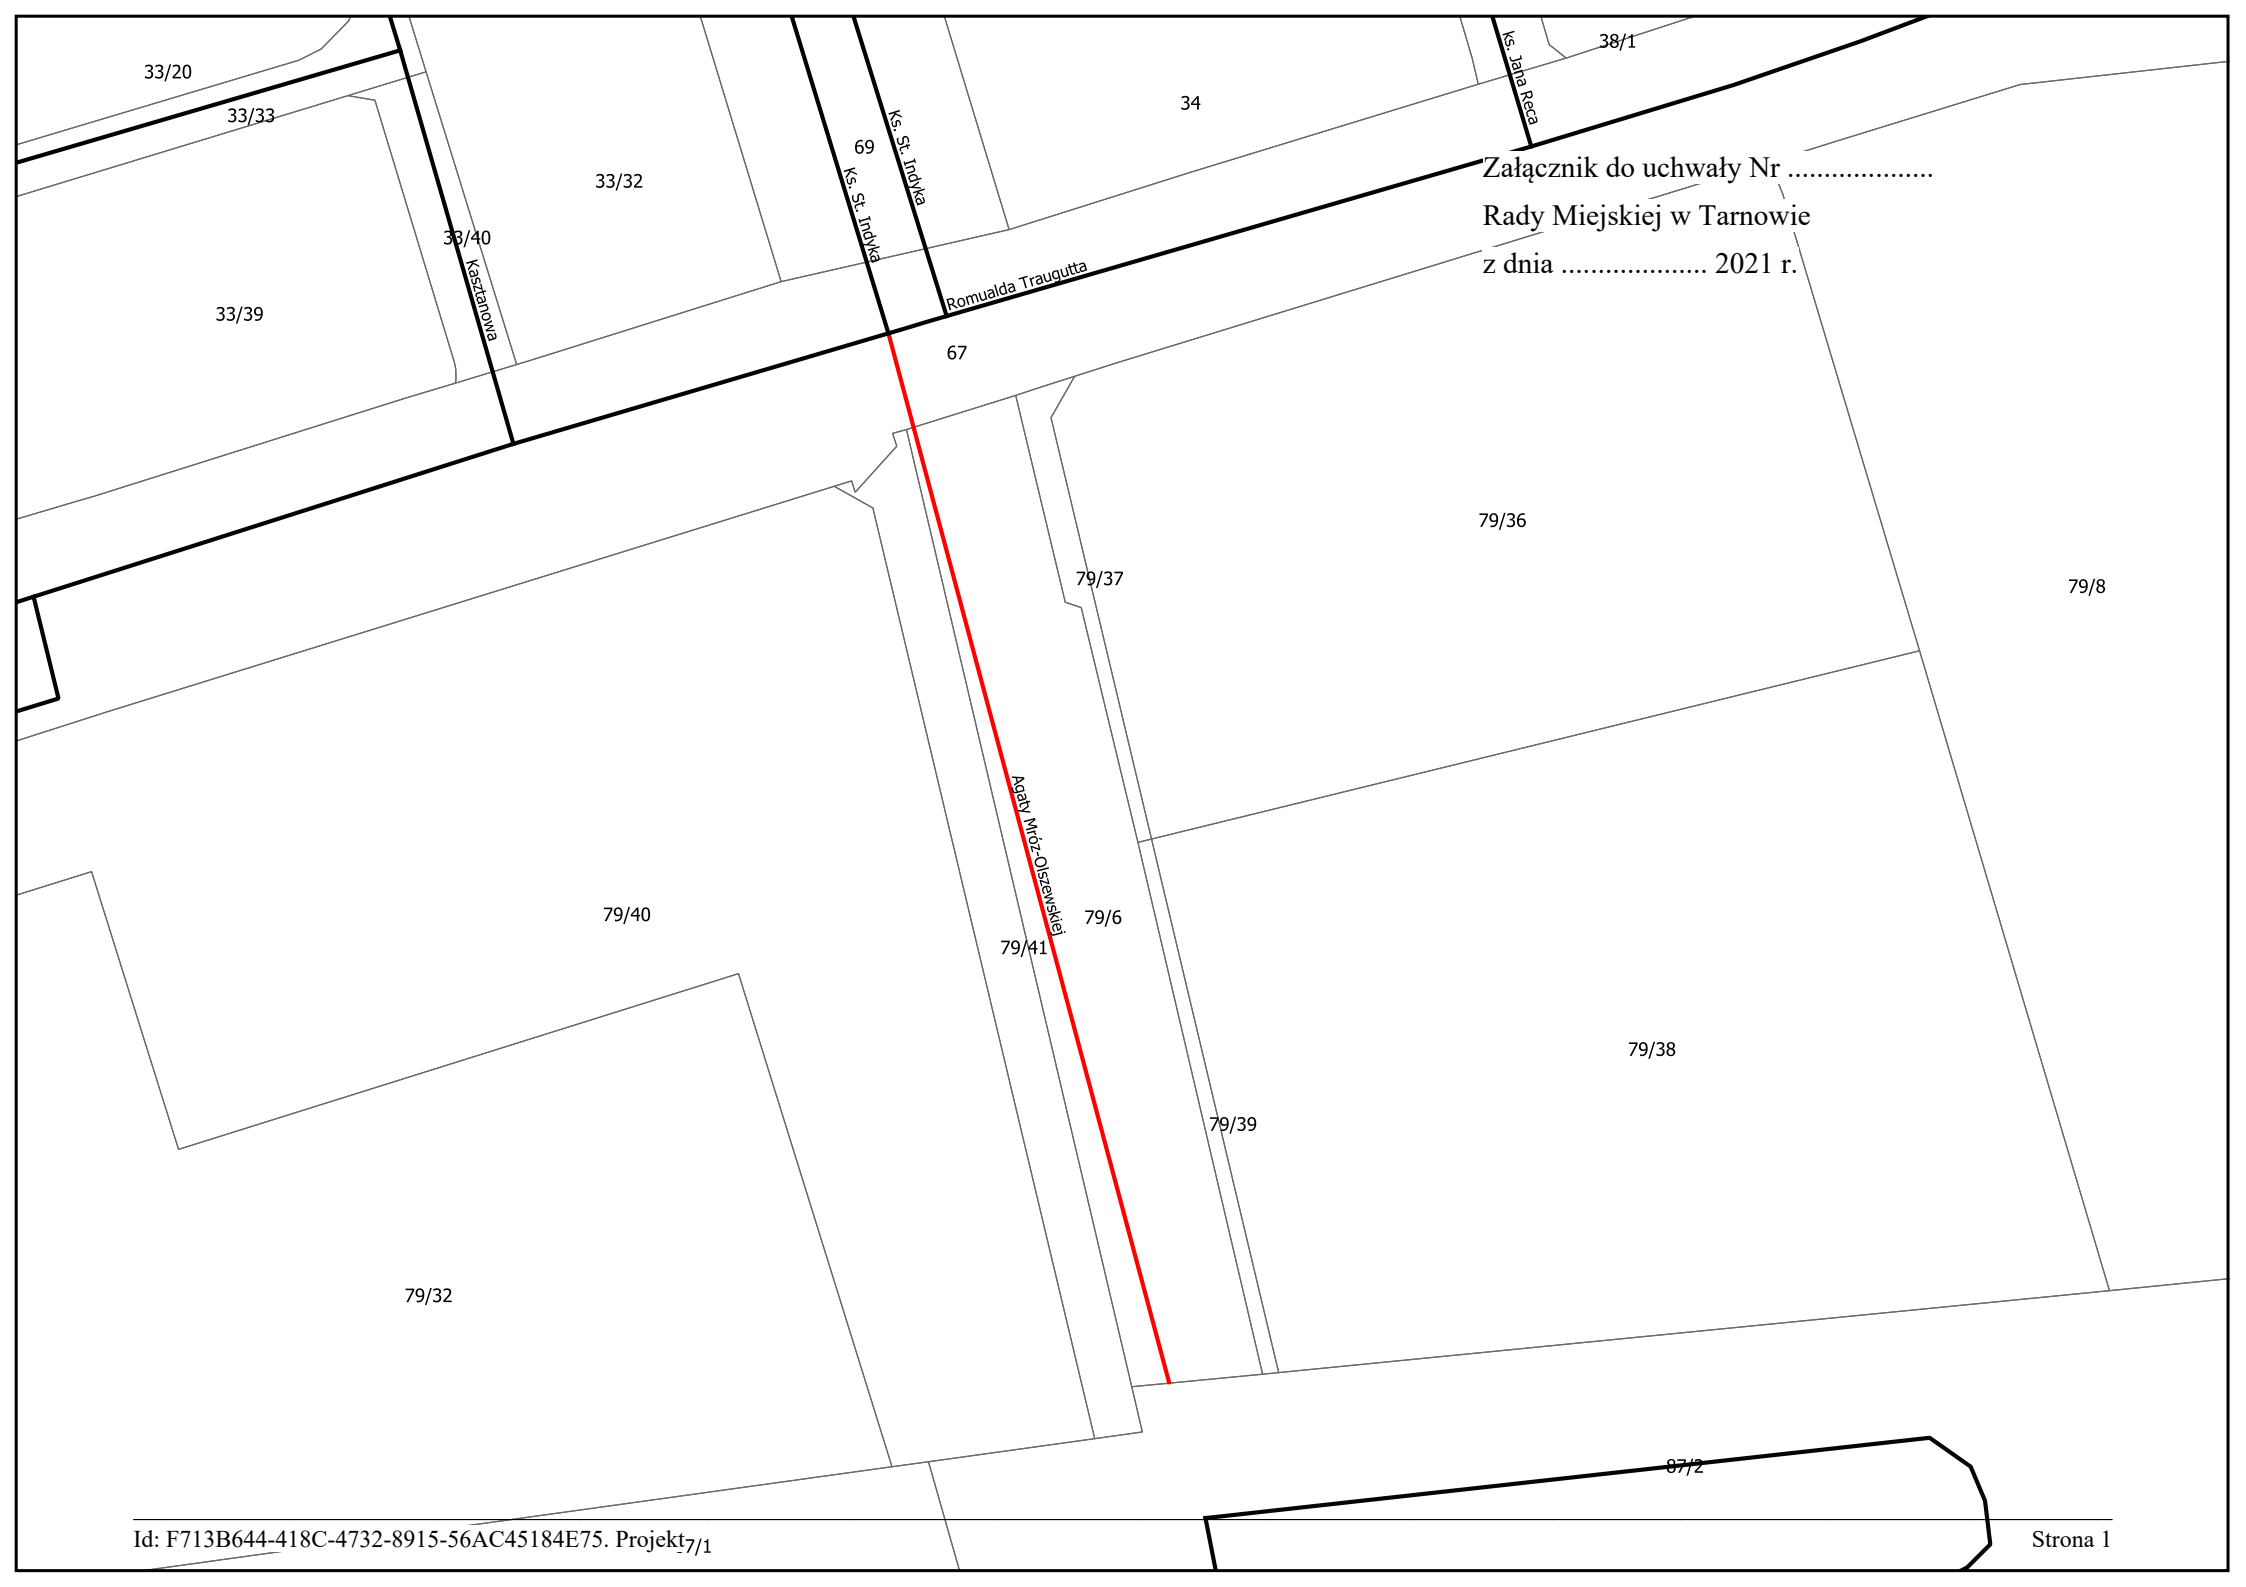 33/20
33/33
38/1
34
ks. Jana Reca
69
Ks. St. Indyka
Ks. St. Indyka
33/32
Załącznik do uchwały Nr ....................
Rady Miejskiej w Tarnowie
z dnia .................... 2021 r.
33/40
Kasztanowa
33/39
Romualda Traugutta
67
79/36
79/37
79/8
Agaty Mróz-Olszewskiej
79/40
79/6
79/41
79/38
79/39
79/32
87/2
Id: F713B644-418C-4732-8915-56AC45184E75. Projekt
7/1
Strona 1